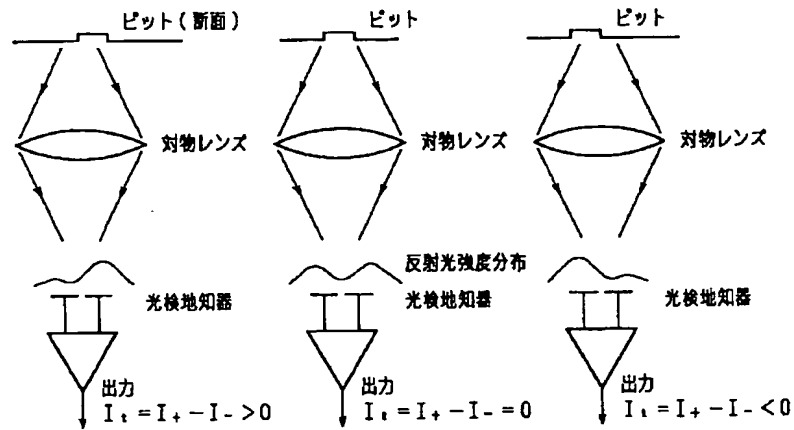 ピット(断面)
ピット
ピット
対物レンズ
対物レンズ
対物レンズ
反射光強度分布
光検地知器
光検地知器
光検地知器
出力
出力
出力
Iₜ=I₊-I₋>0
Iₜ=I₊-I₋=0
Iₜ=I₊-I₋<0